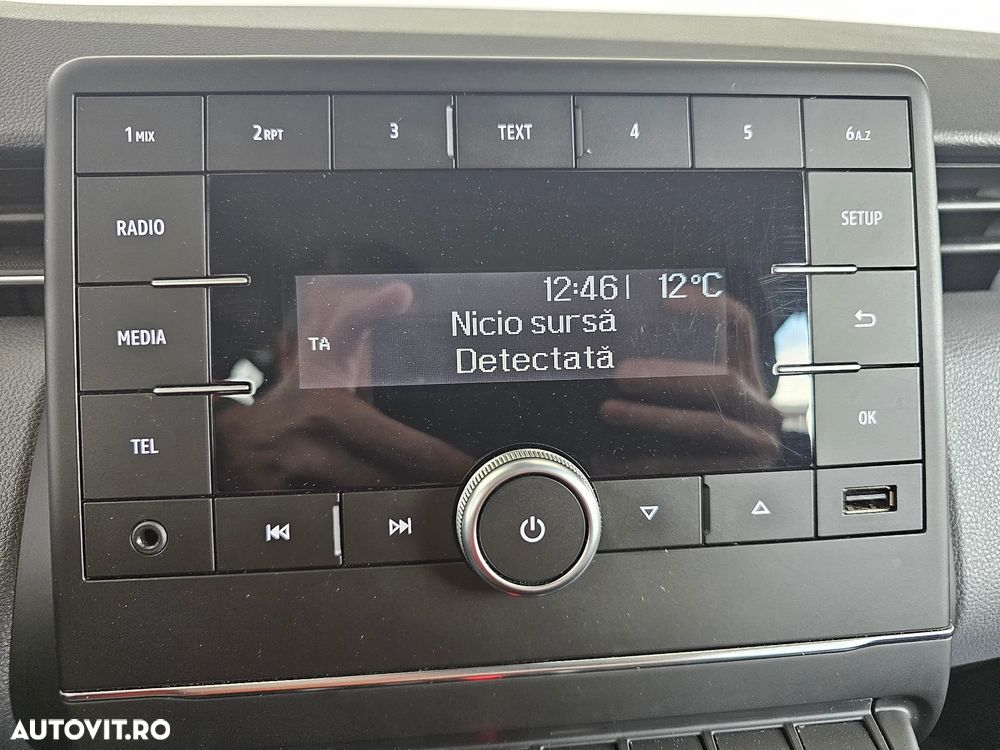 1 MIX
2 RPT
3
TEXT
4
5
6 A..Z
RADIO
SETUP
12:46 12°C
Nicio sursă
MEDIA
TA
Detectată
TEL
OK
AUTOVIT.RO